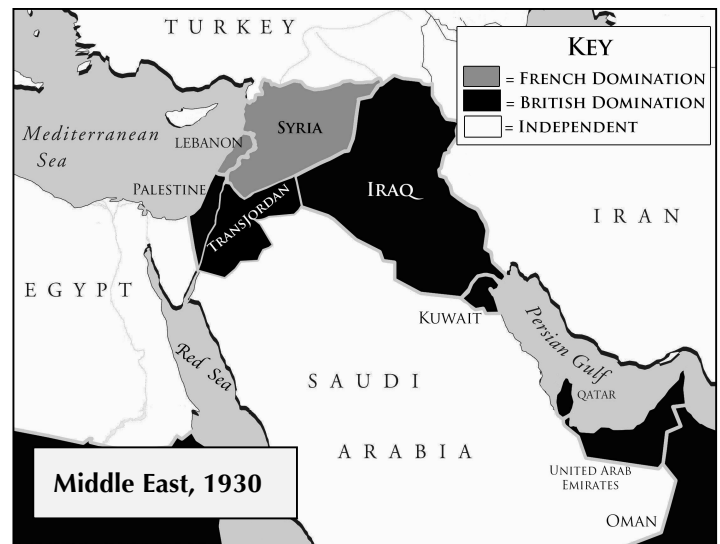 TURKEY
KEY
= FRENCH DOMINATION
= BRITISH DOMINATION
= INDEPENDENT
Mediterranean
Sea
LEBANON
SYRIA
PALESTINE
TRANSJORDAN
IRAQ
IRAN
EGYPT
KUWAIT
Persian Gulf
Red Sea
QATAR
SAUDI
ARABIA
UNITED ARAB
EMIRATES
OMAN
Middle East, 1930